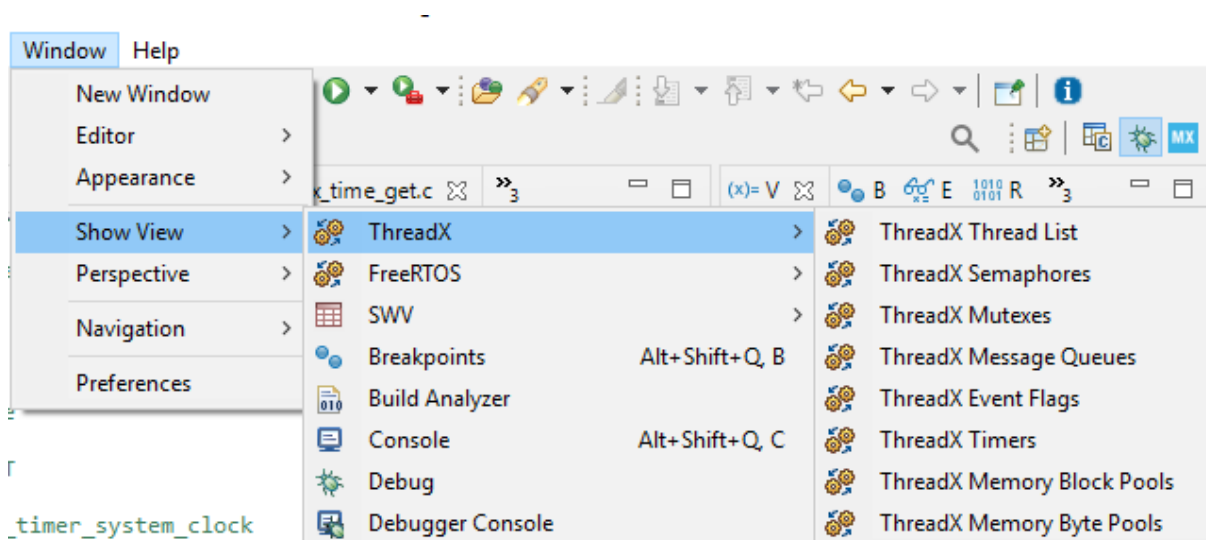 Window Help
New Window
Editor
Appearance
Show View
Perspective
Navigation
Preferences
x_time_get.c
3
(x)= V
B
E
1010 0101 R
3
MX
ThreadX
FreeRTOS
SWV
Breakpoints Alt+Shift+Q, B
Build Analyzer
Console Alt+Shift+Q, C
Debug
Debugger Console
ThreadX Thread List
ThreadX Semaphores
ThreadX Mutexes
ThreadX Message Queues
ThreadX Event Flags
ThreadX Timers
ThreadX Memory Block Pools
ThreadX Memory Byte Pools
_timer_system_clock